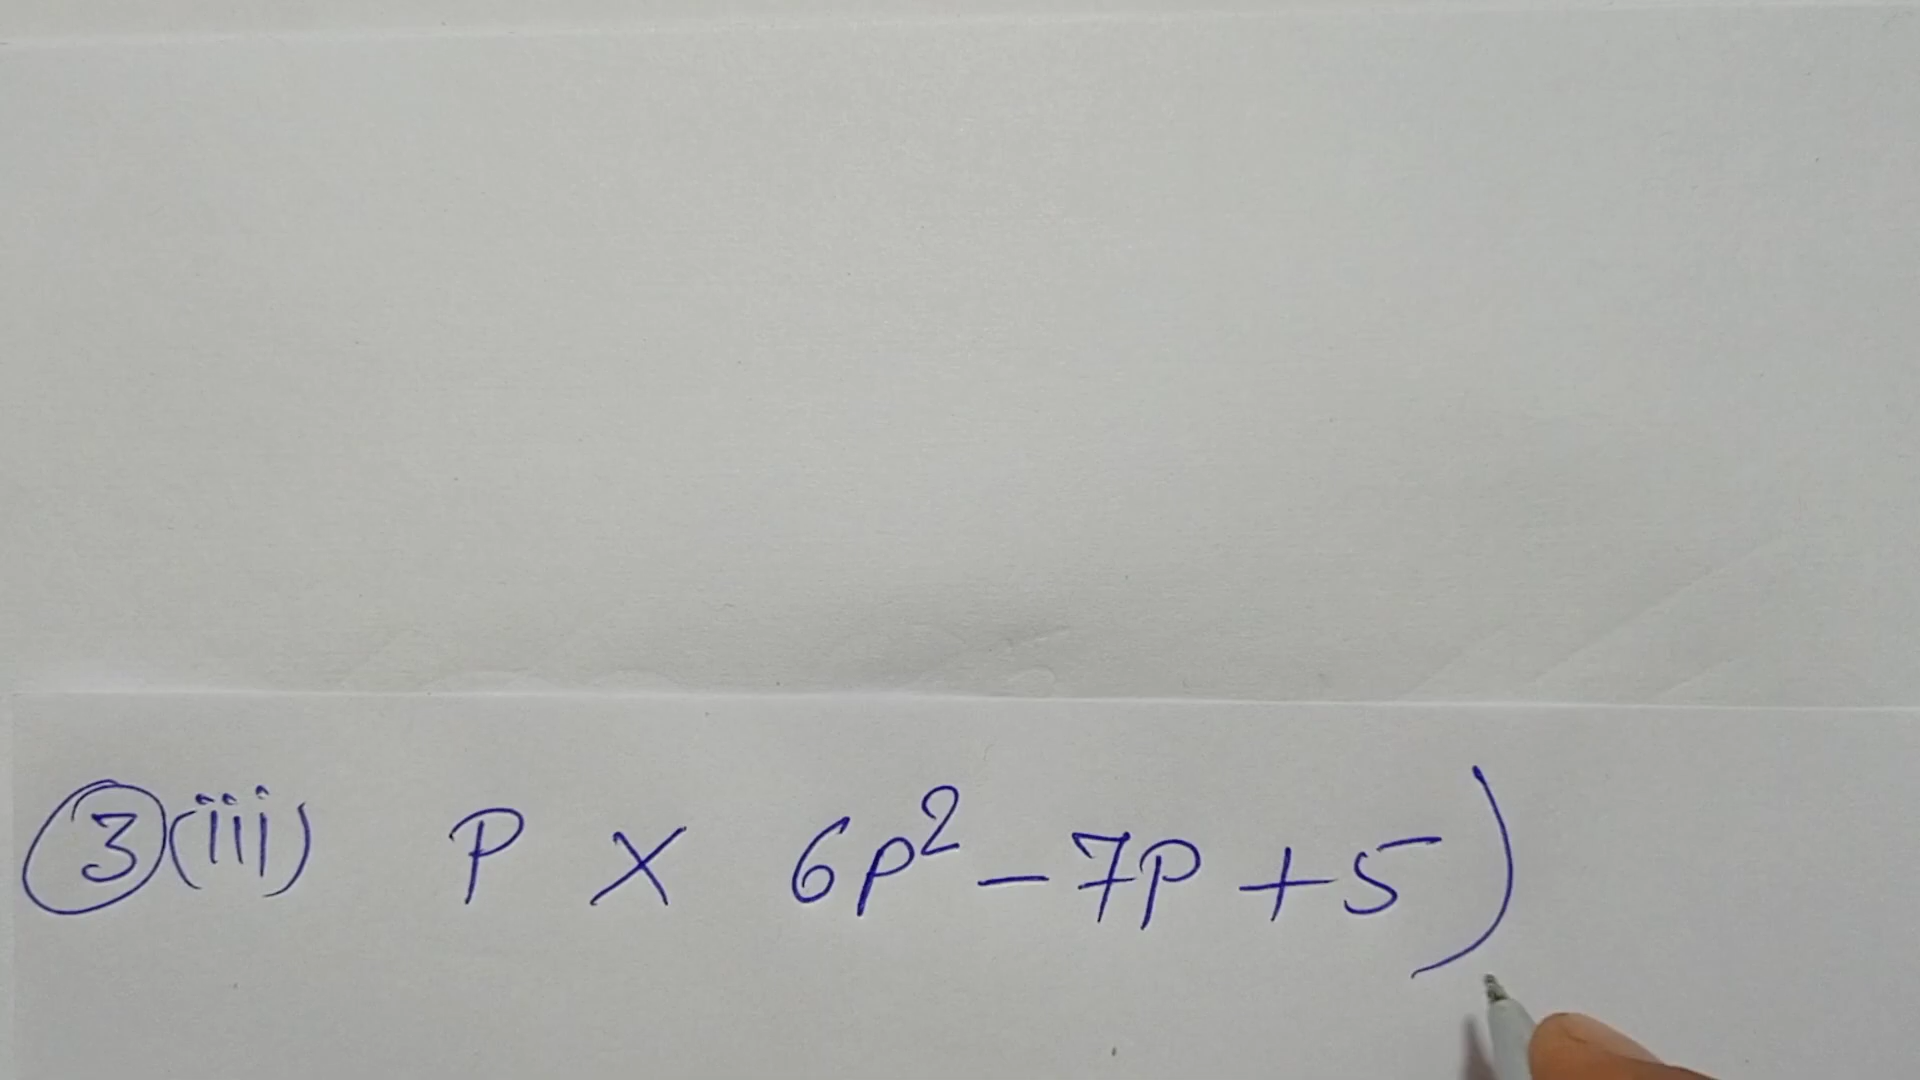 ③(iii) P × 6p² - 7p + 5)